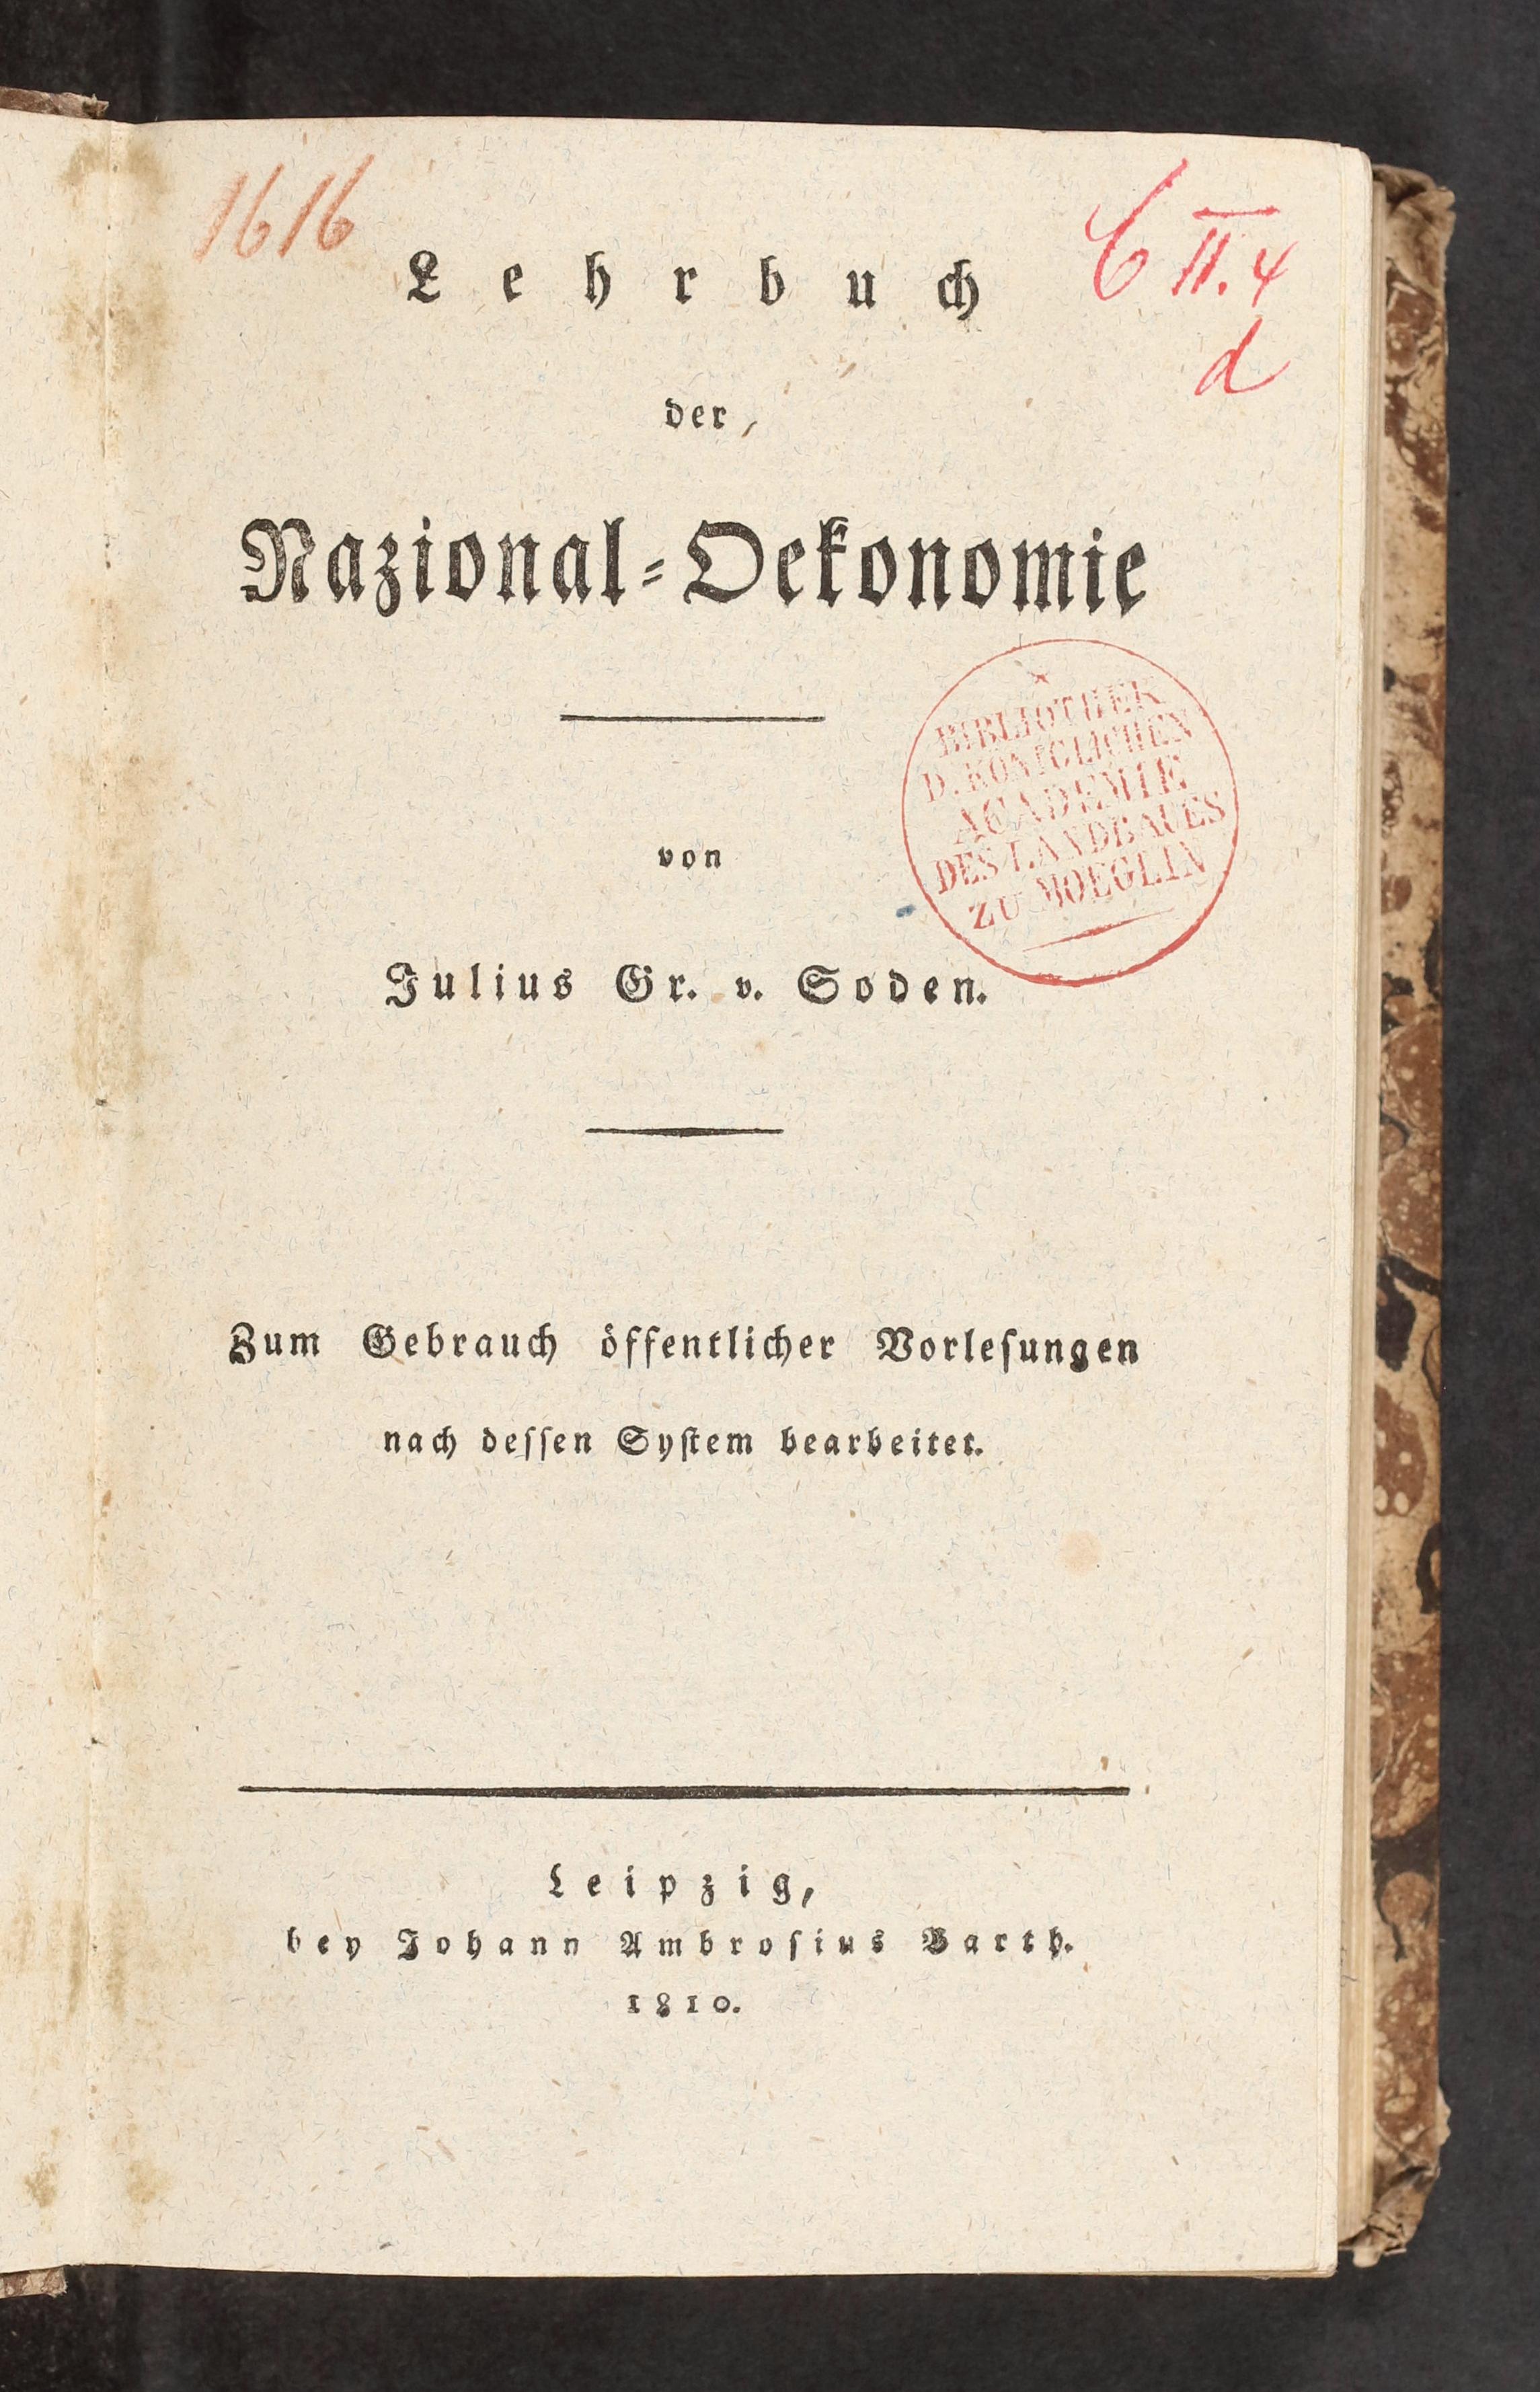 1616
C II. 4
d
Lehrbuch
der
Nazional-Oekonomie
BIBLIOTHEK
D. KÖNIGLICHEN
ACADEMIE
DES LANDBAUES
ZU MOEGLIN
von
Julius Gr. v. Soden.
Zum Gebrauch öffentlicher Vorlesungen
nach dessen System bearbeitet.
Leipzig,
bey Johann Ambrosius Barth.
1810.